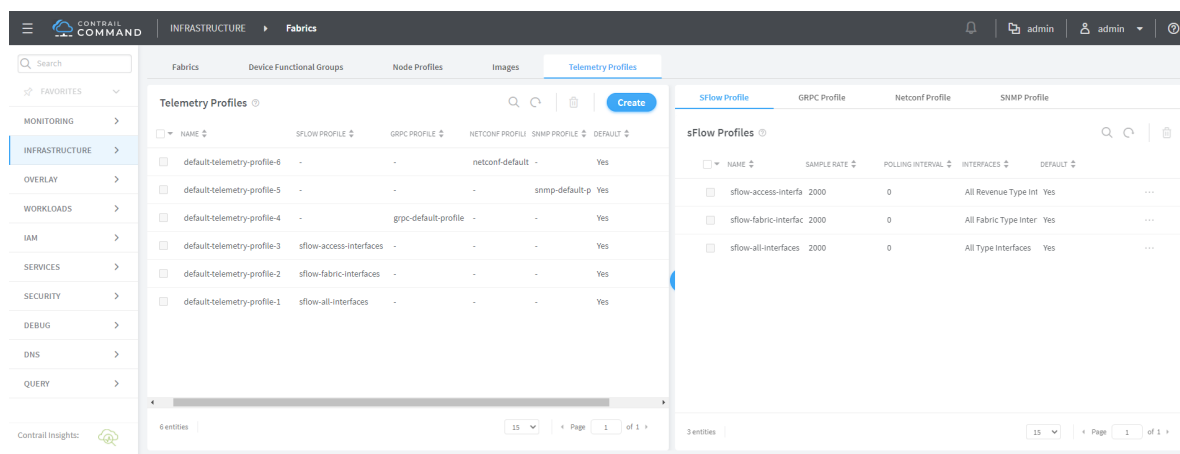 CONTRAIL COMMAND INFRASTRUCTURE Fabrics admin admin
Search
FAVORITES
MONITORING
INFRASTRUCTURE
OVERLAY
WORKLOADS
IAM
SERVICES
SECURITY
DEBUG
DNS
QUERY
Contrail Insights:
Fabrics Device Functional Groups Node Profiles Images Telemetry Profiles
Telemetry Profiles Create
NAME SFLOW PROFILE GRPC PROFILE NETCONF PROFILI SNMP PROFILE DEFAULT
default-telemetry-profile-6 - - netconf-default - Yes
default-telemetry-profile-5 - - - snmp-default-p Yes
default-telemetry-profile-4 - grpc-default-profile - - Yes
default-telemetry-profile-3 sflow-access-interfaces - - - Yes
default-telemetry-profile-2 sflow-fabric-interfaces - - - Yes
default-telemetry-profile-1 sflow-all-interfaces - - - Yes
6 entities 15 Page 1 of 1
SFlow Profile GRPC Profile Netconf Profile SNMP Profile
sFlow Profiles
NAME SAMPLE RATE POLLING INTERVAL INTERFACES DEFAULT
sflow-access-interfa 2000 0 All Revenue Type Int Yes ...
sflow-fabric-interfac 2000 0 All Fabric Type Inter Yes ...
sflow-all-interfaces 2000 0 All Type Interfaces Yes ...
3 entities 15 Page 1 of 1